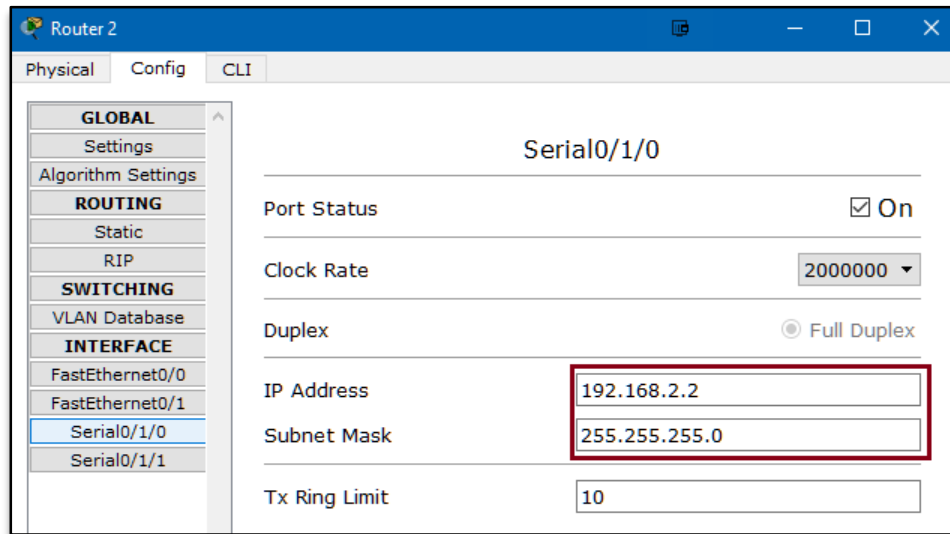 Router 2
Physical Config CLI
GLOBAL
Settings
Algorithm Settings
ROUTING
Static
RIP
SWITCHING
VLAN Database
INTERFACE
FastEthernet0/0
FastEthernet0/1
Serial0/1/0
Serial0/1/1
Serial0/1/0
Port Status On
Clock Rate 2000000
Duplex Full Duplex
IP Address 192.168.2.2
Subnet Mask 255.255.255.0
Tx Ring Limit 10